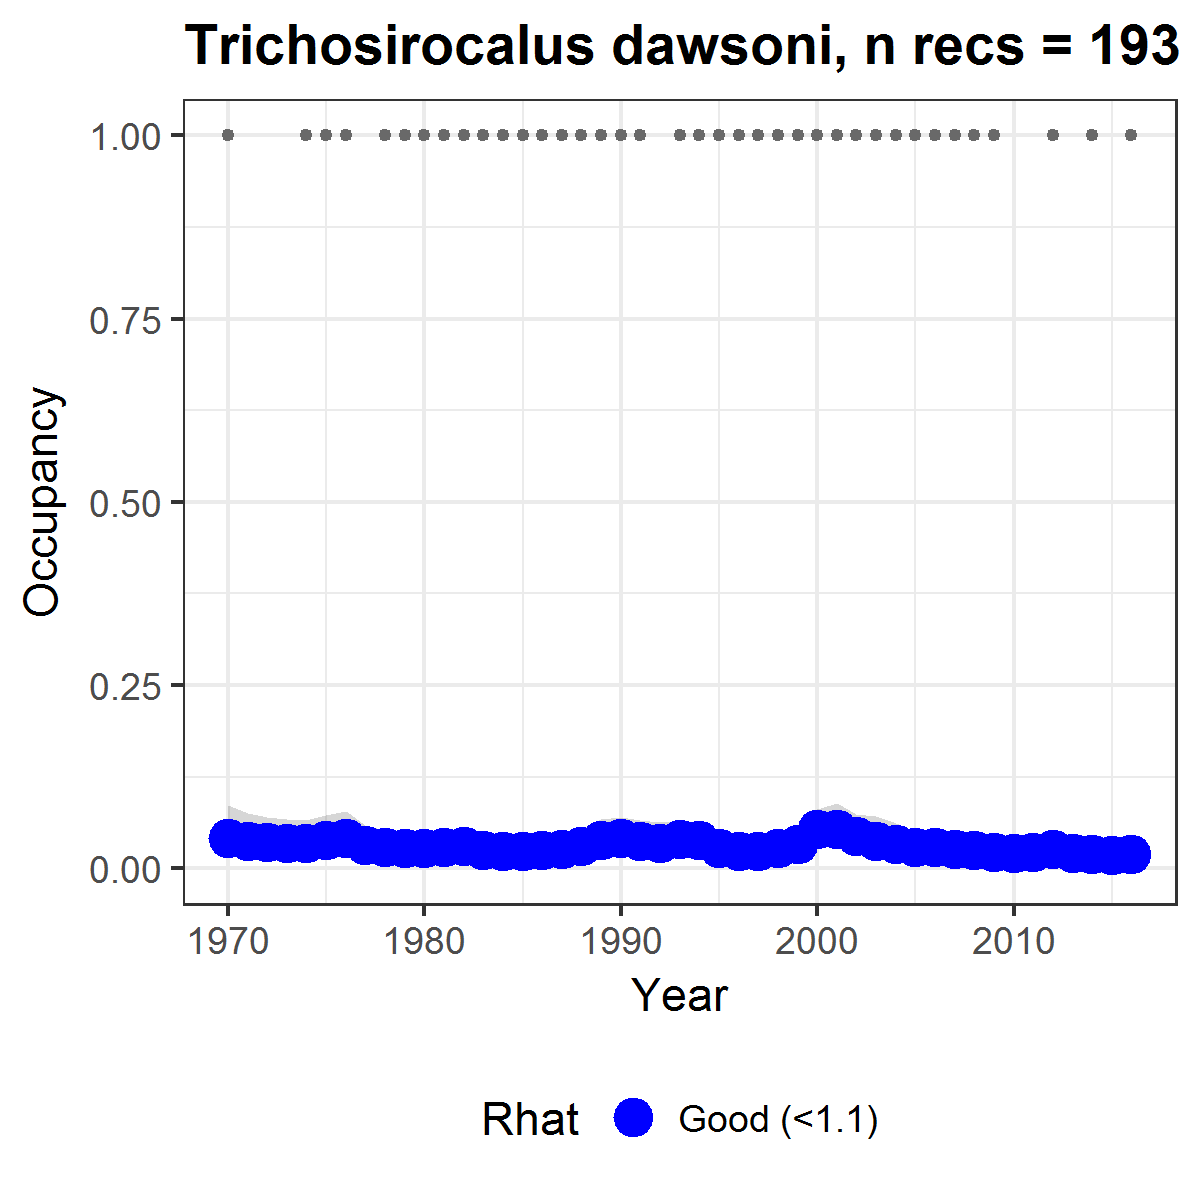 Trichosirocalus dawsoni, n recs = 193
1.00
0.75
0.50
0.25
0.00
Occupancy
1970 1980 1990 2000 2010
Year
Rhat Good (<1.1)